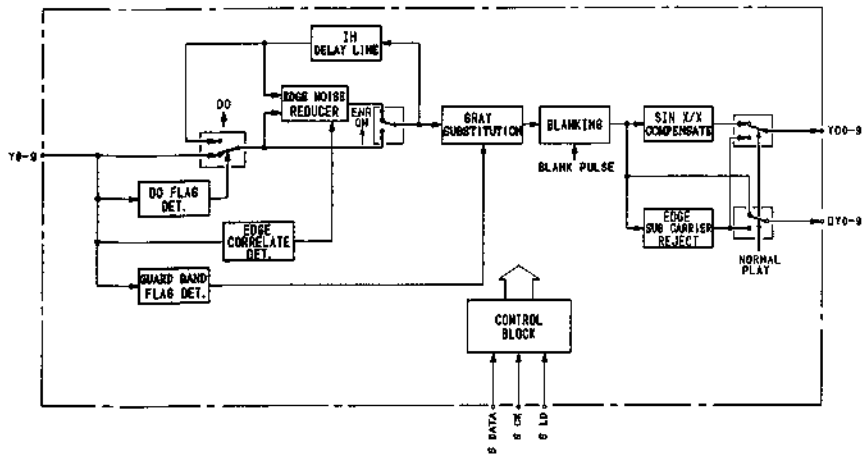 1H
DELAY LINE
DO
EDGE NOISE
REDUCER
ENR
ON
GRAY
SUBSTITUTION
BLANKING
BLANK PULSE
SIN X/X
COMPENSATE
YO0-9
Y0-9
DO FLAG
DET.
EDGE
CORRELATE
DET.
GUARD BAND
FLAG DET.
EDGE
SUB CARRIER
REJECT
DY0-9
NORMAL
PLAY
CONTROL
BLOCK
S DATA
S CK
S LD